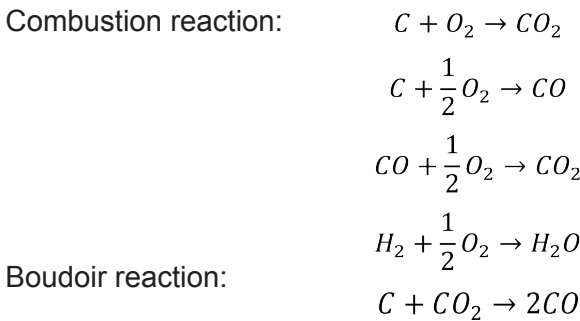 Combustion reaction: C + O₂ → CO₂
C + 1/2 O₂ → CO
CO + 1/2 O₂ → CO₂
H₂ + 1/2 O₂ → H₂O
Boudoir reaction:
C + CO₂ → 2CO